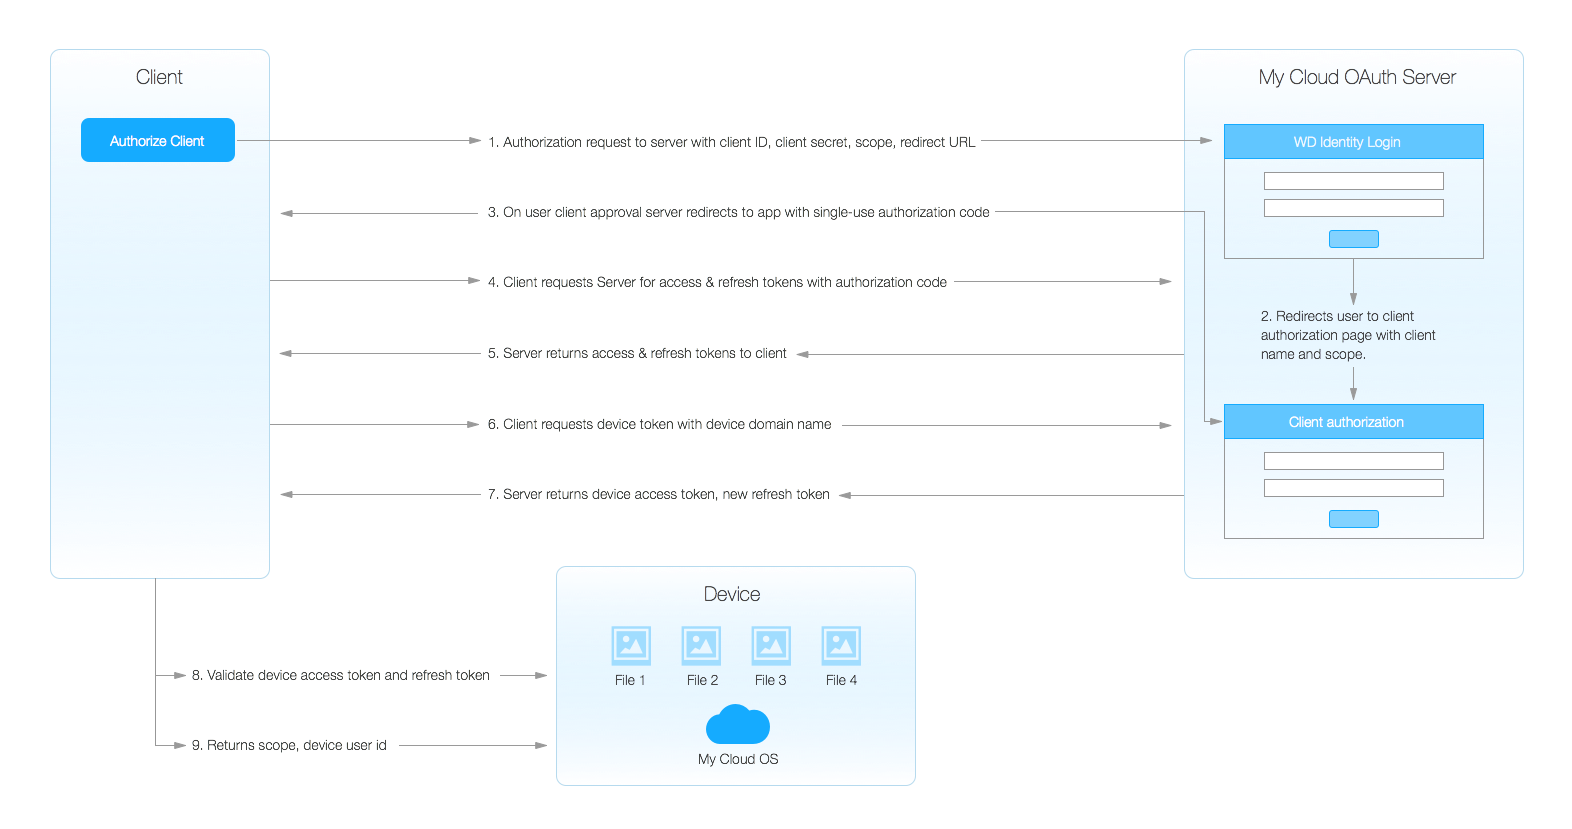 Client
My Cloud OAuth Server
Authorize Client
1. Authorization request to server with client ID, client secret, scope, redirect URL
WD Identity Login
3. On user client approval server redirects to app with single-use authorization code
4. Client requests Server for access & refresh tokens with authorization code
2. Redirects user to client
authorization page with client
name and scope.
5. Server returns access & refresh tokens to client
6. Client requests device token with device domain name
Client authorization
7. Server returns device access token, new refresh token
Device
8. Validate device access token and refresh token
File 1
File 2
File 3
File 4
9. Returns scope, device user id
My Cloud OS